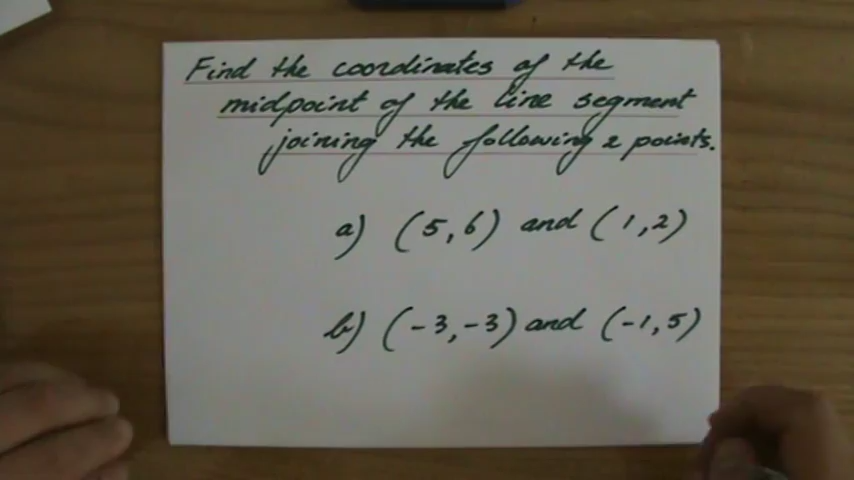 Find the coordinates of the
midpoint of the line segment
joining the following 2 points.
a) (5,6) and (1,2)
b) (-3,-3) and (-1,5)